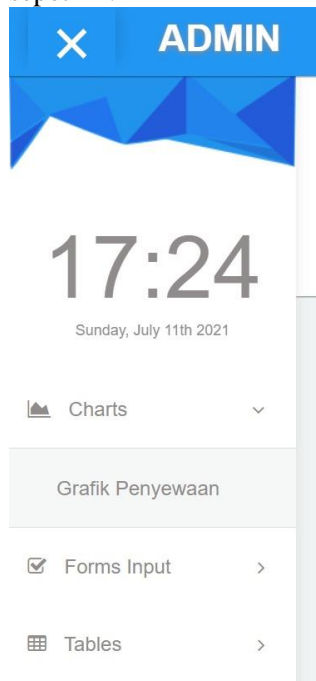 ADMIN
17:24
Sunday, July 11th 2021
Charts
Grafik Penyewaan
Forms Input
Tables